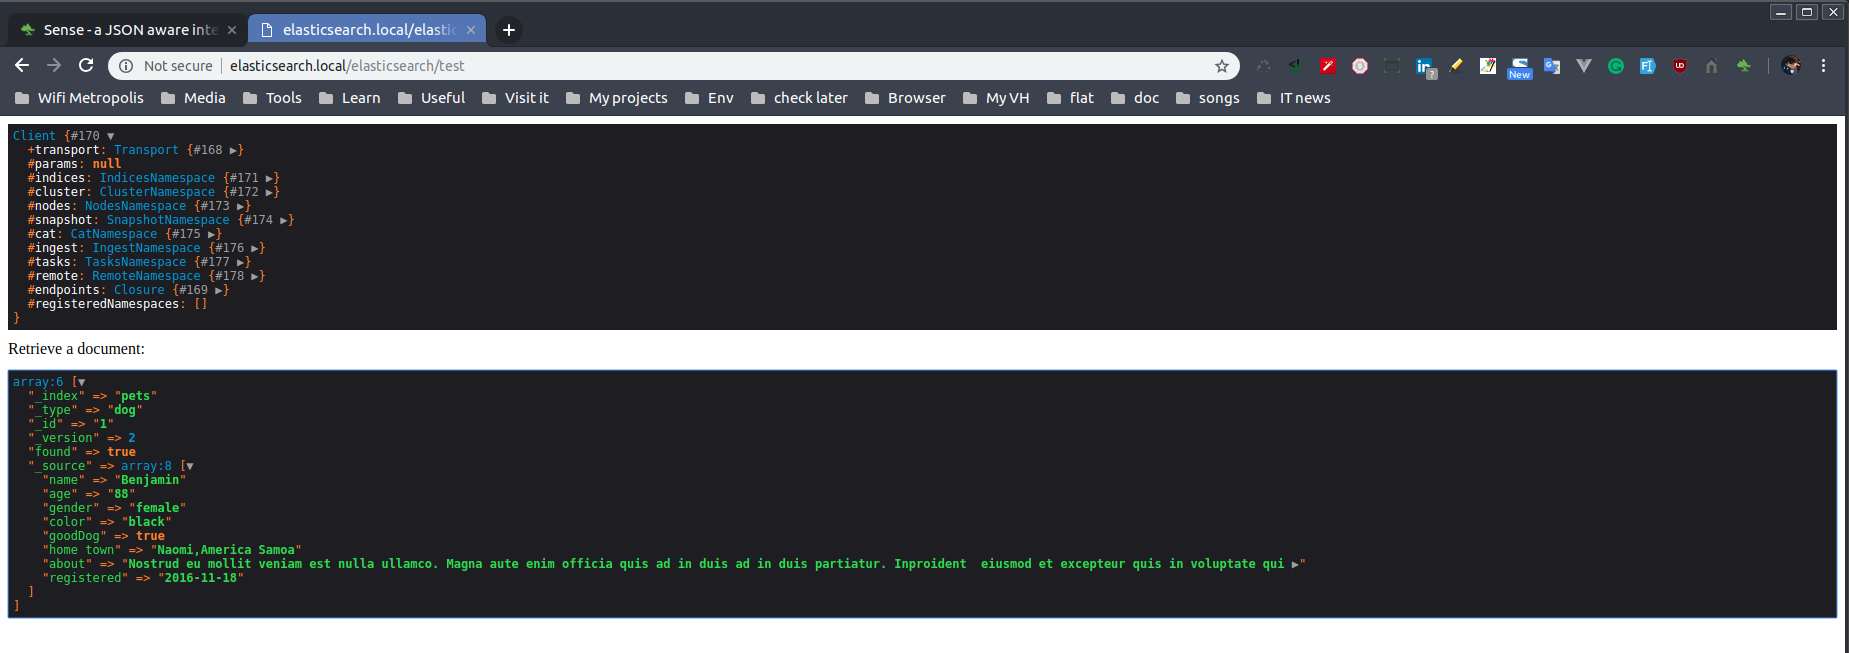 Sense - a JSON aware inte
elasticsearch.local/elastic
Not secure | elasticsearch.local/elasticsearch/test
New
Wifi Metropolis Media Tools Learn Useful Visit it My projects Env check later Browser My VH flat doc songs IT news
Client {#170 ▼
+transport: Transport {#168 ▶}
#params: null
#indices: IndicesNamespace {#171 ▶}
#cluster: ClusterNamespace {#172 ▶}
#nodes: NodesNamespace {#173 ▶}
#snapshot: SnapshotNamespace {#174 ▶}
#cat: CatNamespace {#175 ▶}
#ingest: IngestNamespace {#176 ▶}
#tasks: TasksNamespace {#177 ▶}
#remote: RemoteNamespace {#178 ▶}
#endpoints: Closure {#169 ▶}
#registeredNamespaces: []
}
Retrieve a document:
array:6 [▼
"_index" => "pets"
"_type" => "dog"
"_id" => "1"
"_version" => 2
"found" => true
"_source" => array:8 [▼
"name" => "Benjamin"
"age" => "88"
"gender" => "female"
"color" => "black"
"goodDog" => true
"home town" => "Naomi,America Samoa"
"about" => "Nostrud eu mollit veniam est nulla ullamco. Magna aute enim officia quis ad in duis ad in duis partiatur. Inproident  eiusmod et excepteur quis in voluptate qui ▶"
"registered" => "2016-11-18"
]
]